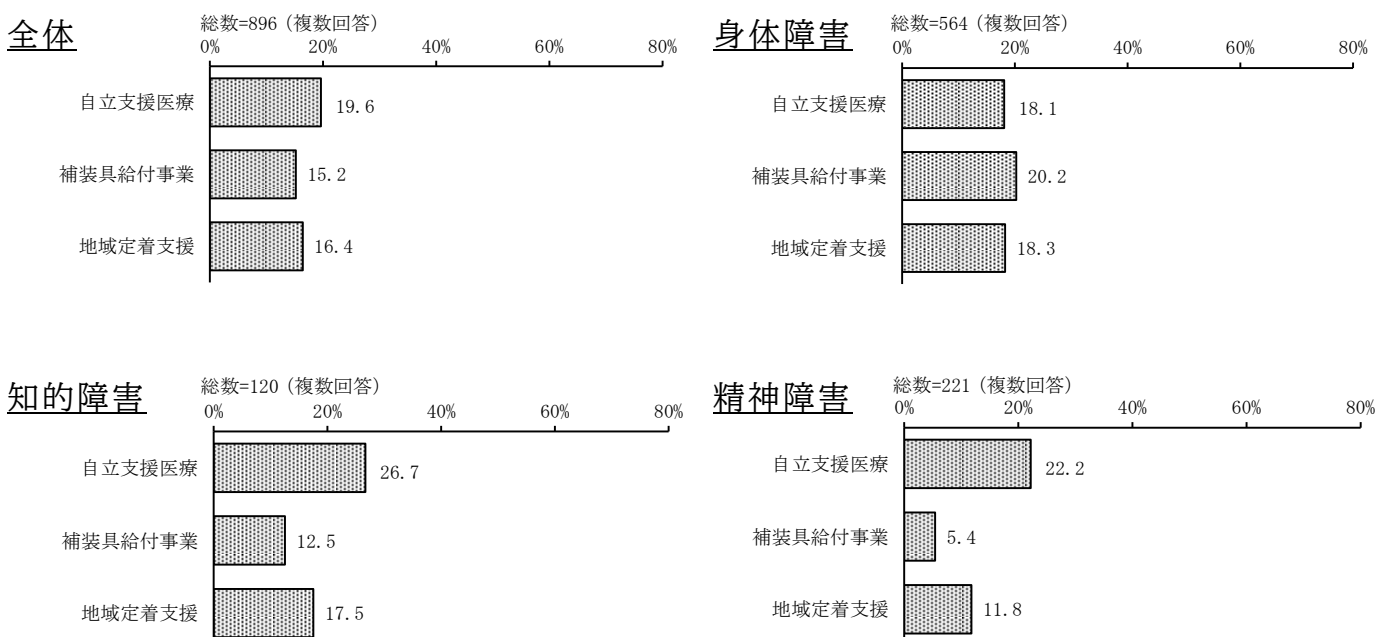 全体
総数=896 (複数回答)
0% 20% 40% 60% 80%
自立支援医療 19.6
補装具給付事業 15.2
地域定着支援 16.4
身体障害
総数=564 (複数回答)
0% 20% 40% 60% 80%
自立支援医療 18.1
補装具給付事業 20.2
地域定着支援 18.3
知的障害
総数=120 (複数回答)
0% 20% 40% 60% 80%
自立支援医療 26.7
補装具給付事業 12.5
地域定着支援 17.5
精神障害
総数=221 (複数回答)
0% 20% 40% 60% 80%
自立支援医療 22.2
補装具給付事業 5.4
地域定着支援 11.8